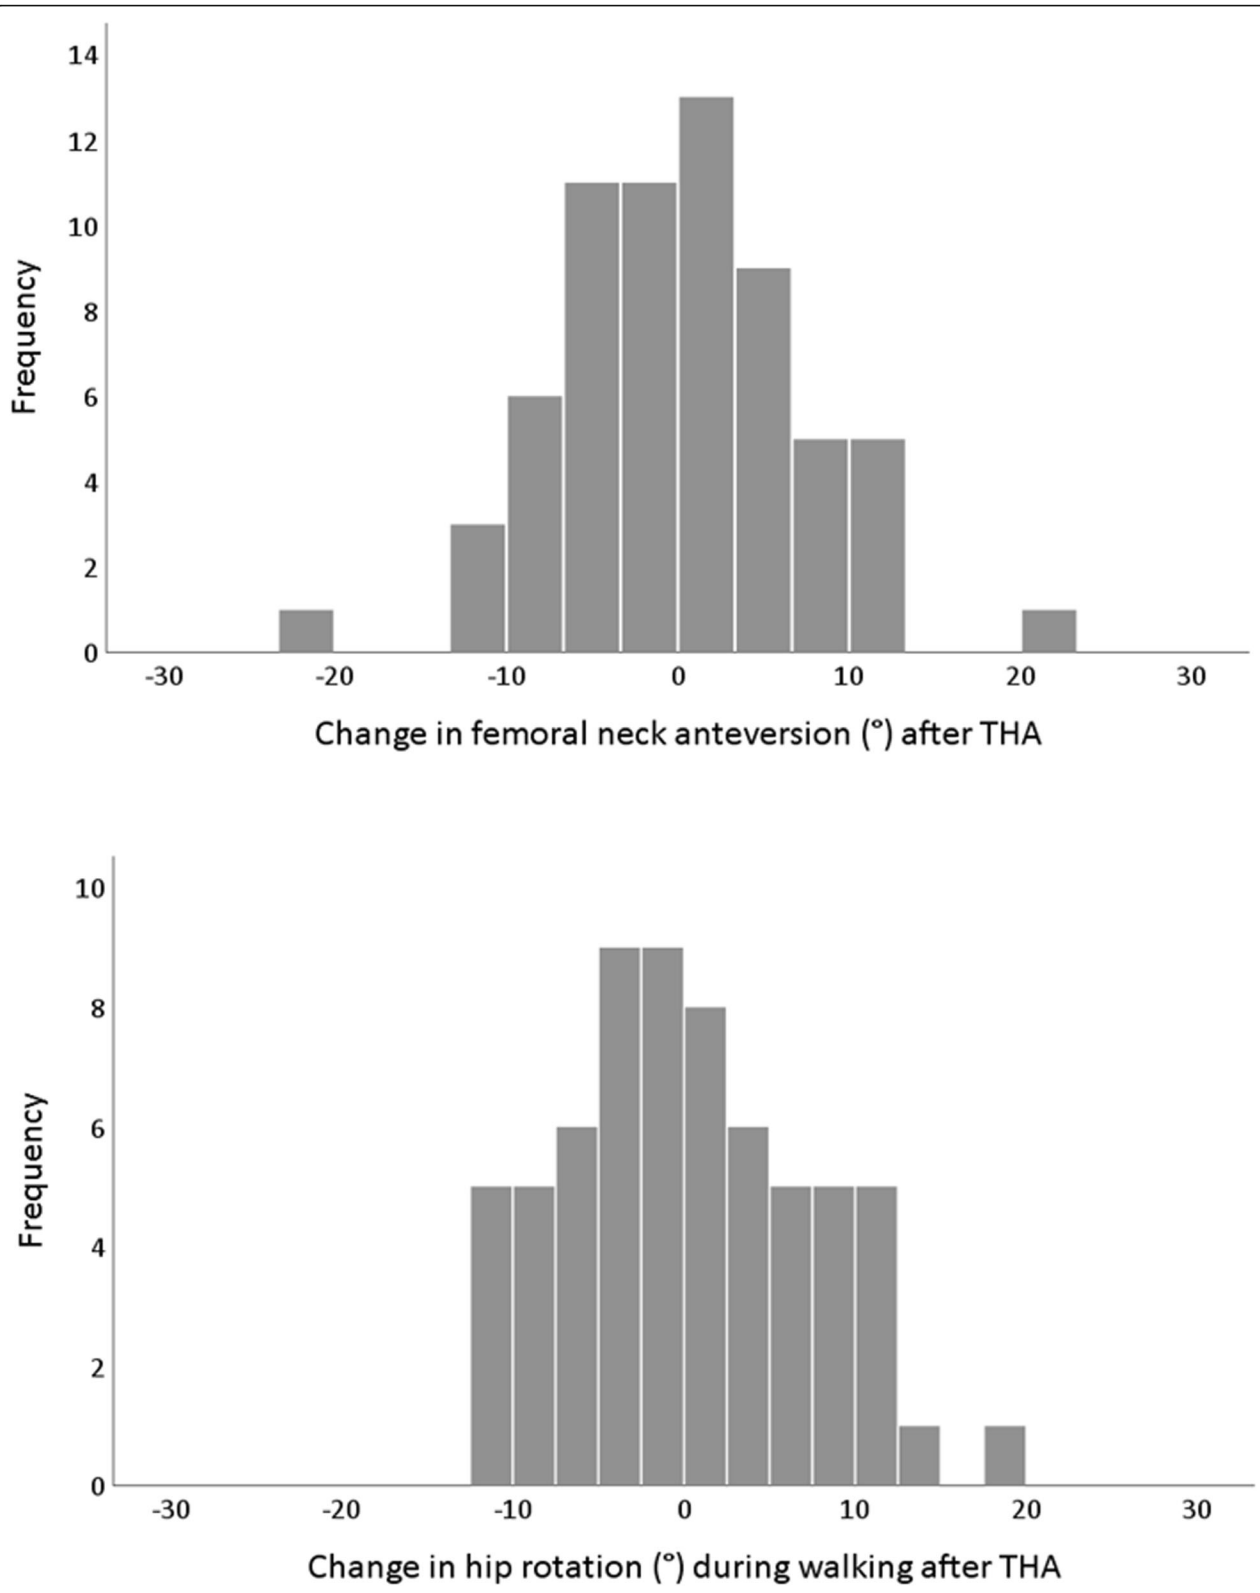 14
12
10
8
6
4
2
0
Frequency
-30 -20 -10 0 10 20 30
Change in femoral neck anteversion (°) after THA
10
8
6
4
2
0
Frequency
-30 -20 -10 0 10 20 30
Change in hip rotation (°) during walking after THA